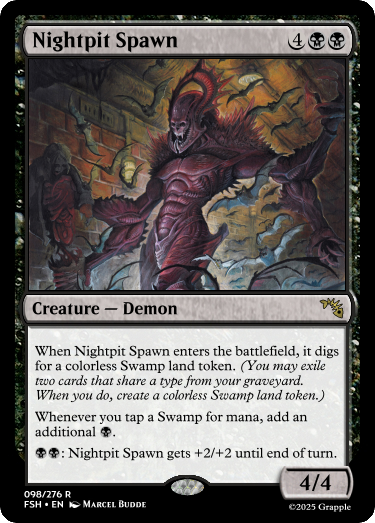 Nightpit Spawn 4
Creature — Demon
When Nightpit Spawn enters the battlefield, it digs
for a colorless Swamp land token. (You may exile
two cards that share a type from your graveyard.
When you do, create a colorless Swamp land token.)
Whenever you tap a Swamp for mana, add an
additional .
: Nightpit Spawn gets +2/+2 until end of turn.
4/4
098/276 R
FSH • EN Marcel Budde
©2025 Grapple